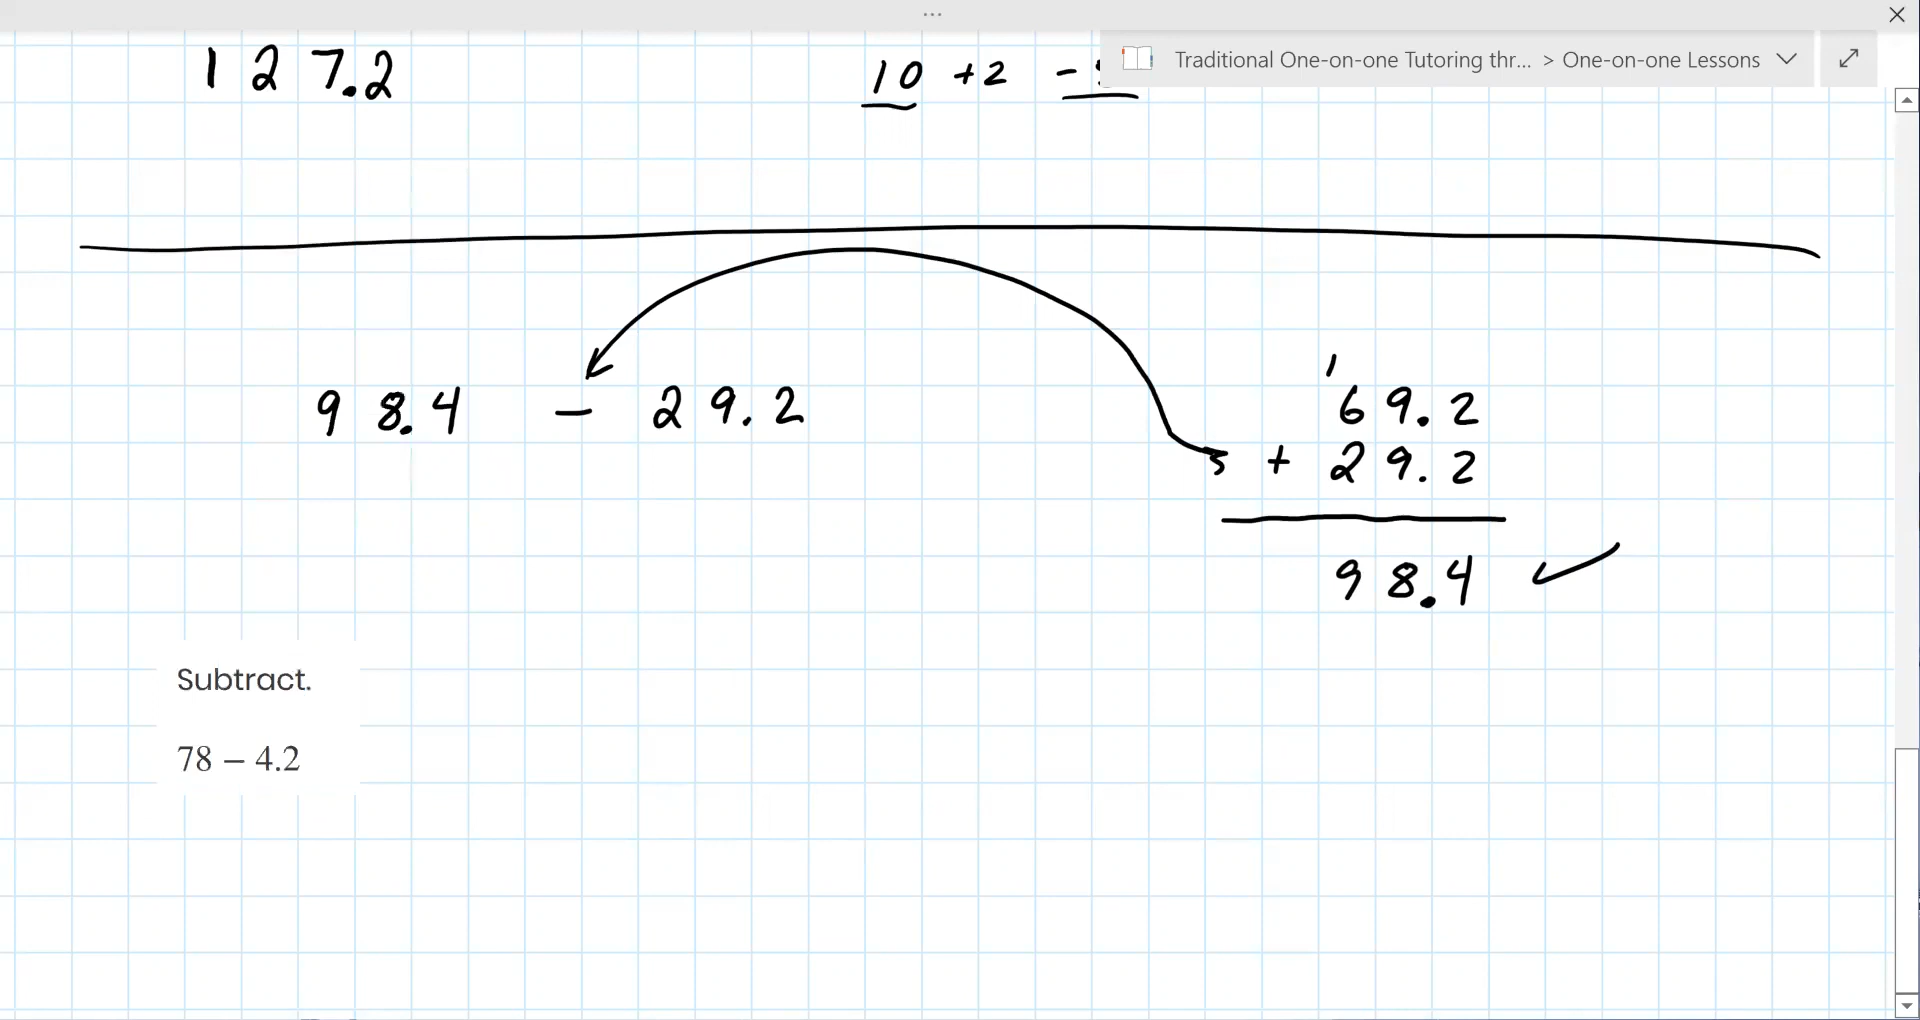 Traditional One-on-one Tutoring thr... > One-on-one Lessons
127.2
10 +2 -
98.4 - 29.2
1
69.2
+ 29.2
98.4 ✓
Subtract.
78 – 4.2